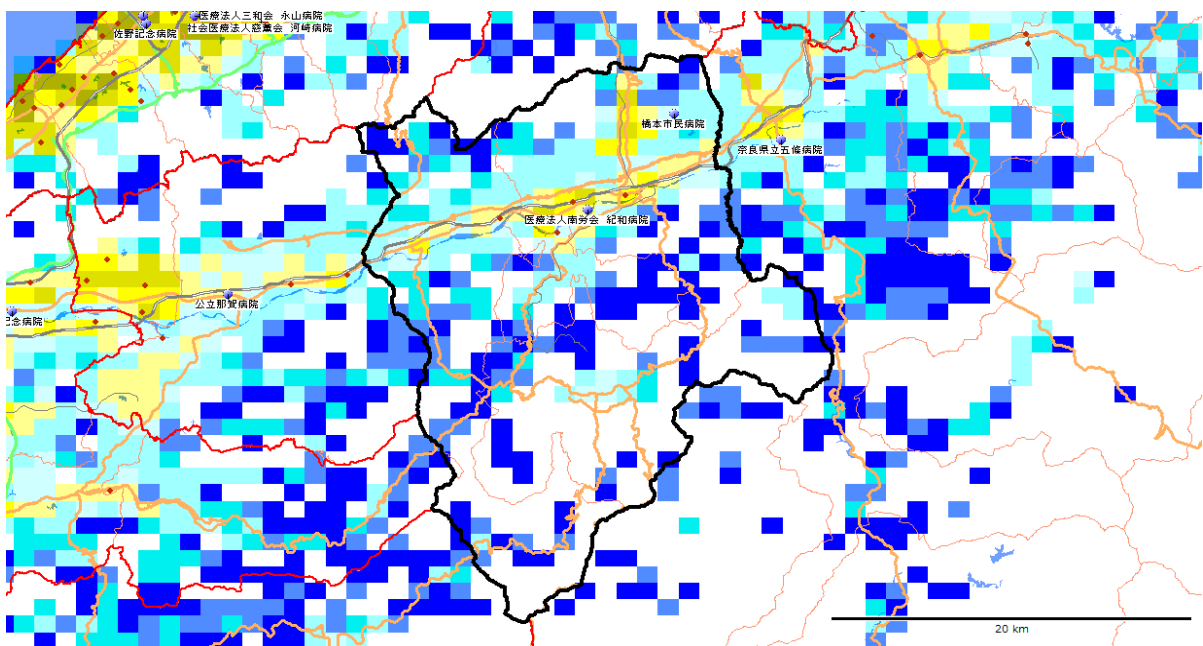 医療法人三和会 永山病院
社会医療法人慈薫会 河崎病院
佐野記念病院
橋本市民病院
奈良県立五條病院
医療法人南労会 紀和病院
公立那賀病院
記念病院
20 km